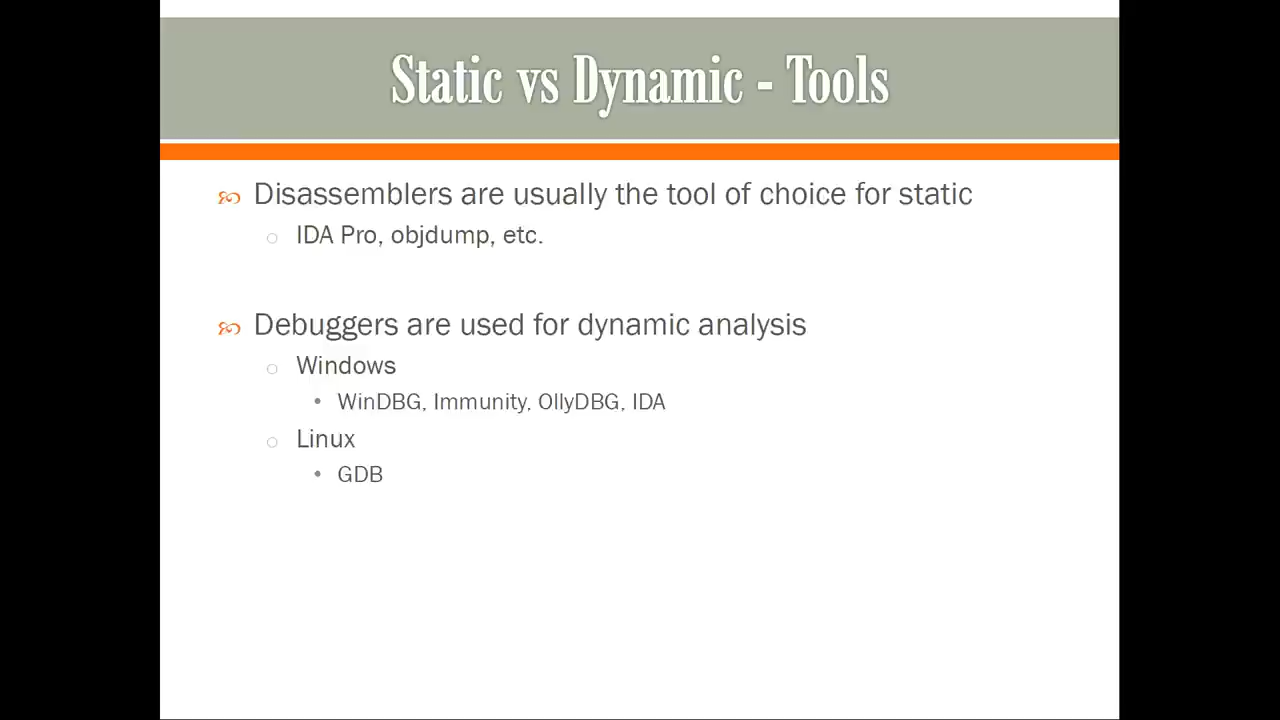 Static vs Dynamic - Tools
Disassemblers are usually the tool of choice for static
IDA Pro, objdump, etc.
Debuggers are used for dynamic analysis
Windows
WinDBG, Immunity, OllyDBG, IDA
Linux
GDB